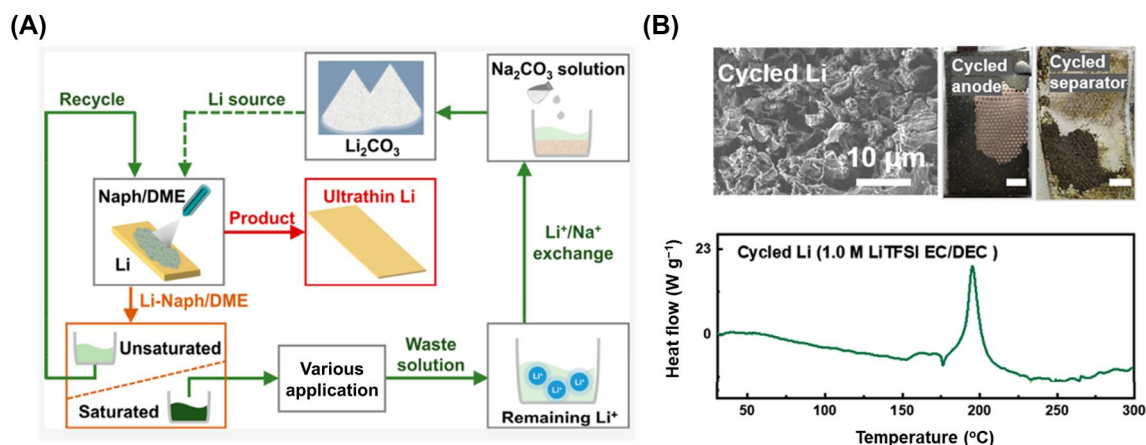 (A)
Recycle
Li source
Li₂CO₃
Na₂CO₃ solution
Naph/DME
Li
Product
Ultrathin Li
Li⁺/Na⁺
exchange
Li-Naph/DME
Unsaturated
Saturated
Various
application
Waste
solution
Li⁺
Li⁺
Li⁺
Remaining Li⁺
(B)
Cycled Li
10 μm
Cycled
anode
Cycled
separator
Cycled Li (1.0 M LiTFSI EC/DEC )
Heat flow (W g⁻¹)
23
0
50
100
150
200
250
300
Temperature (°C)